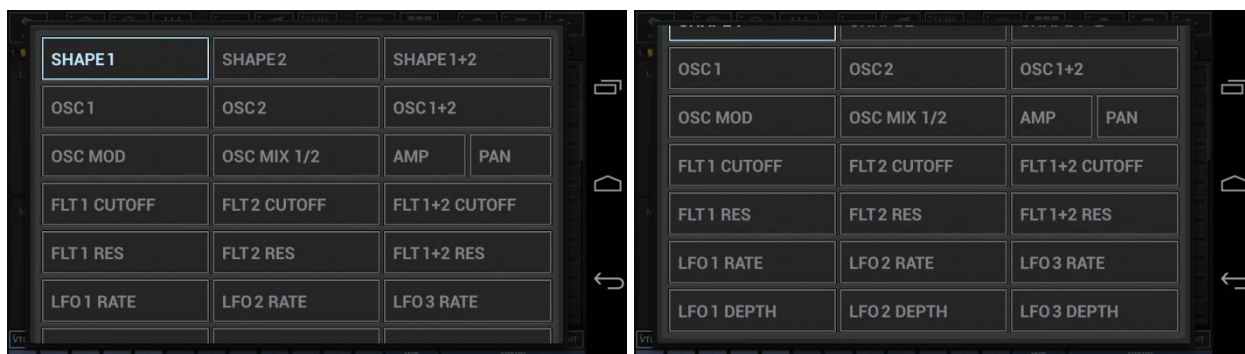 SHAPE 1 SHAPE 2 SHAPE 1+2
OSC 1 OSC 2 OSC 1+2
OSC MOD OSC MIX 1/2 AMP PAN
FLT 1 CUTOFF FLT 2 CUTOFF FLT 1+2 CUTOFF
FLT 1 RES FLT 2 RES FLT 1+2 RES
LFO 1 RATE LFO 2 RATE LFO 3 RATE
OSC 1 OSC 2 OSC 1+2
OSC MOD OSC MIX 1/2 AMP PAN
FLT 1 CUTOFF FLT 2 CUTOFF FLT 1+2 CUTOFF
FLT 1 RES FLT 2 RES FLT 1+2 RES
LFO 1 RATE LFO 2 RATE LFO 3 RATE
LFO 1 DEPTH LFO 2 DEPTH LFO 3 DEPTH